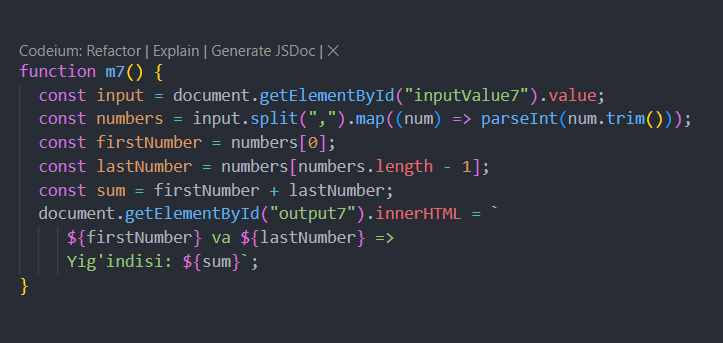 Codeium: Refactor | Explain | Generate JSDoc | ×
function m7() {
  const input = document.getElementById("inputValue7").value;
  const numbers = input.split(",").map((num) => parseInt(num.trim()));
  const firstNumber = numbers[0];
  const lastNumber = numbers[numbers.length - 1];
  const sum = firstNumber + lastNumber;
  document.getElementById("output7").innerHTML = `
    ${firstNumber} va ${lastNumber} =>
    Yig'indisi: ${sum}`;
}